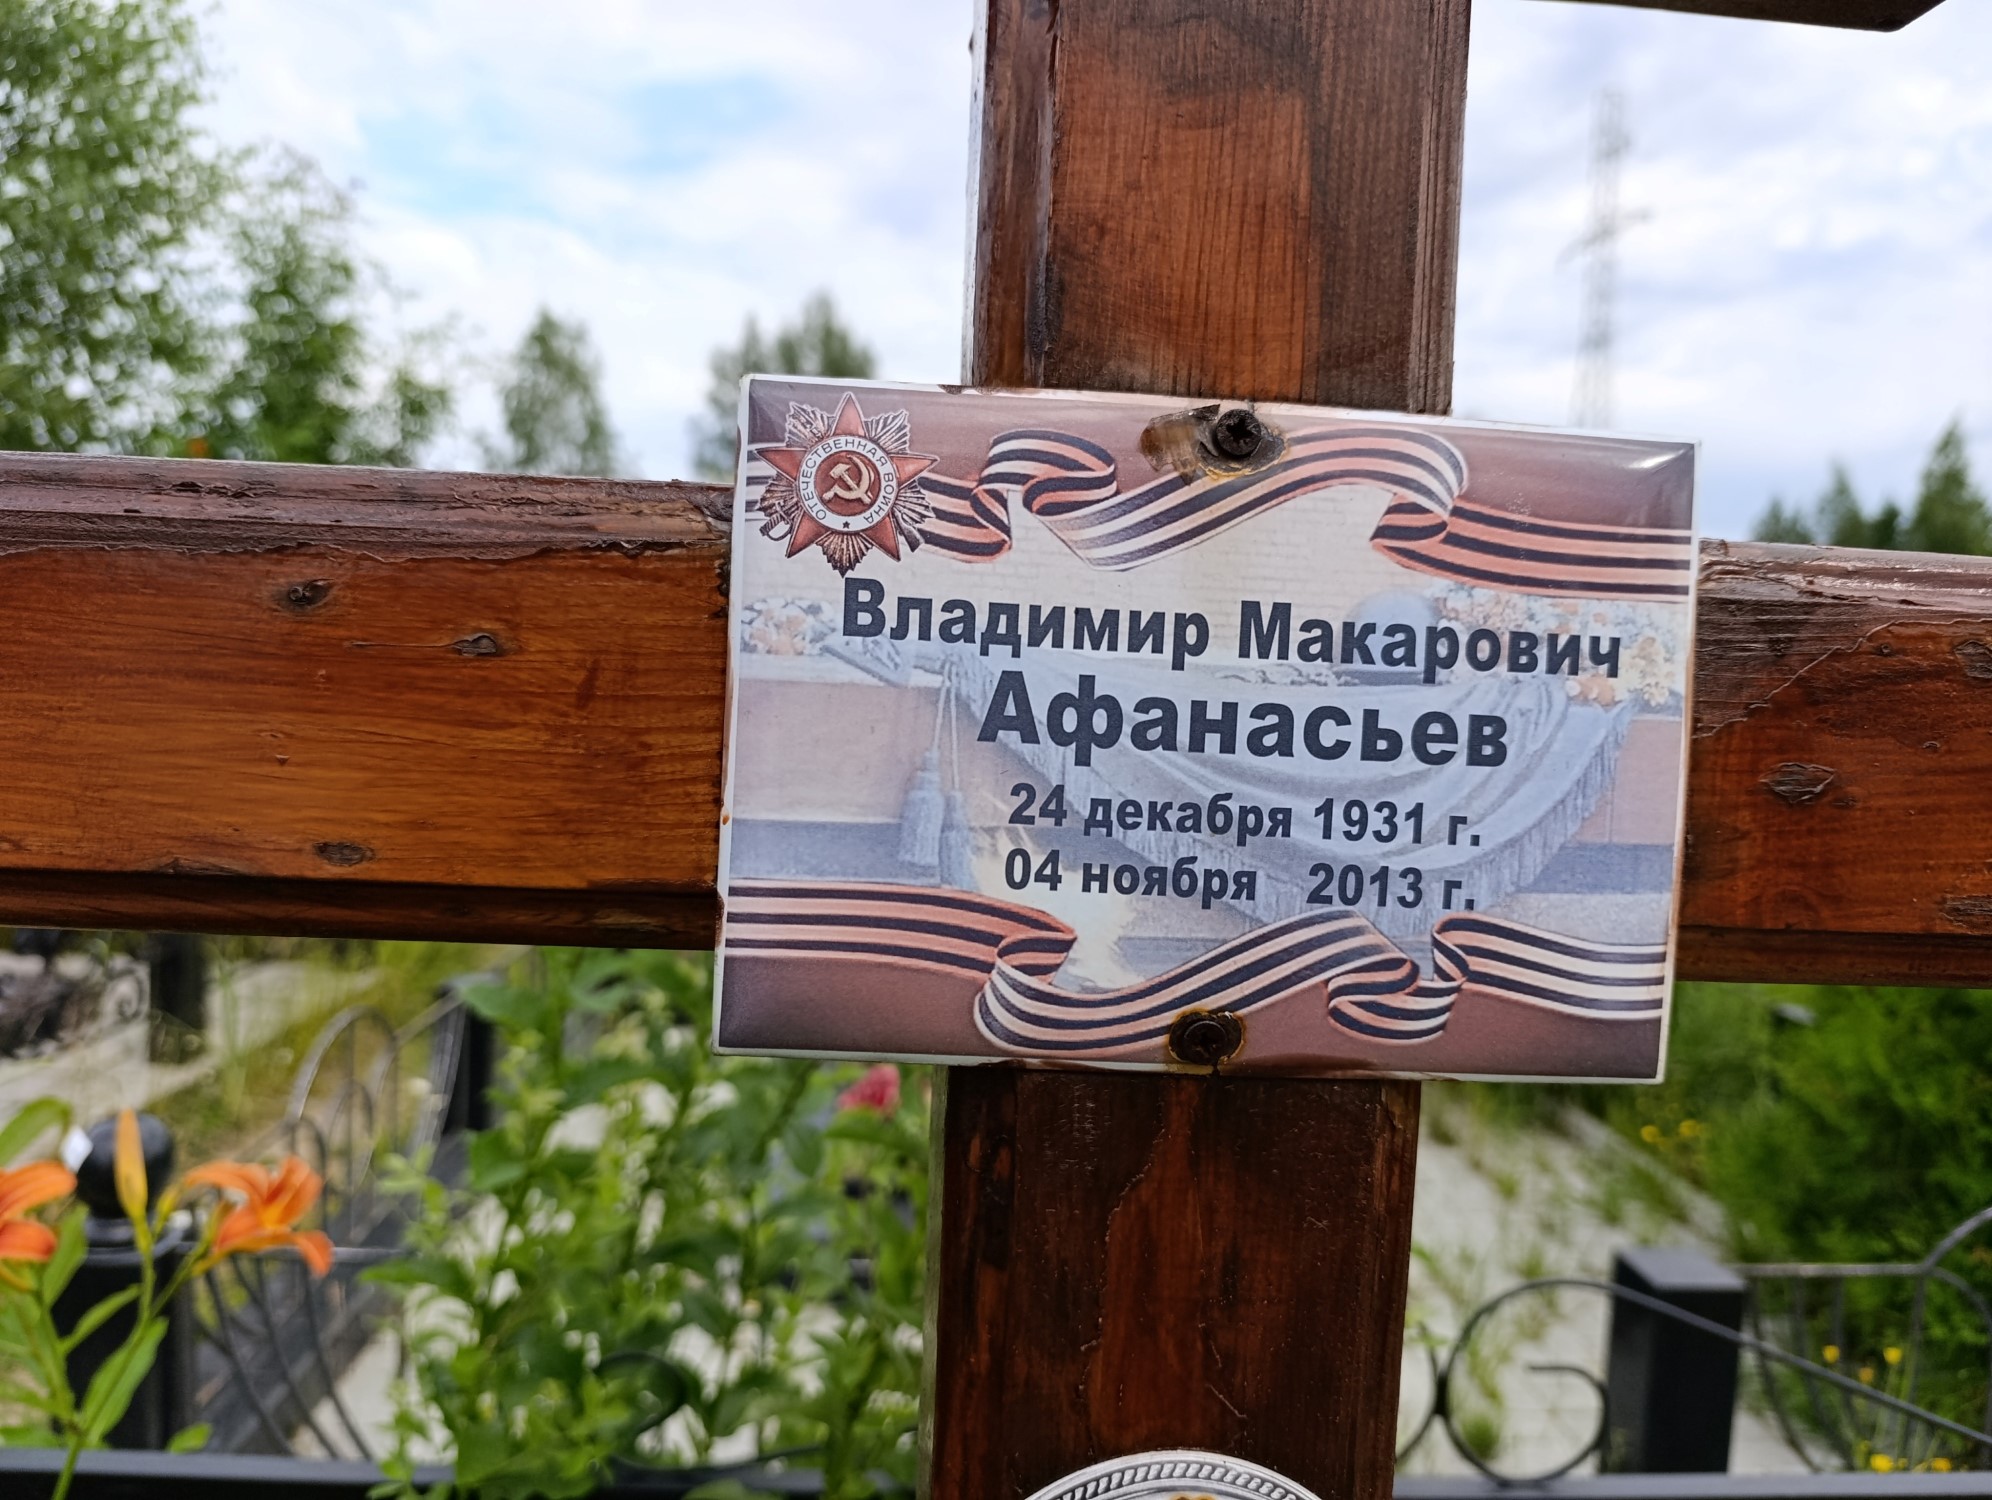 ОТЕЧЕСТВЕННАЯ ВОЙНА
Владимир Макарович
Афанасьев
24 декабря 1931 г.
04 ноября 2013 г.